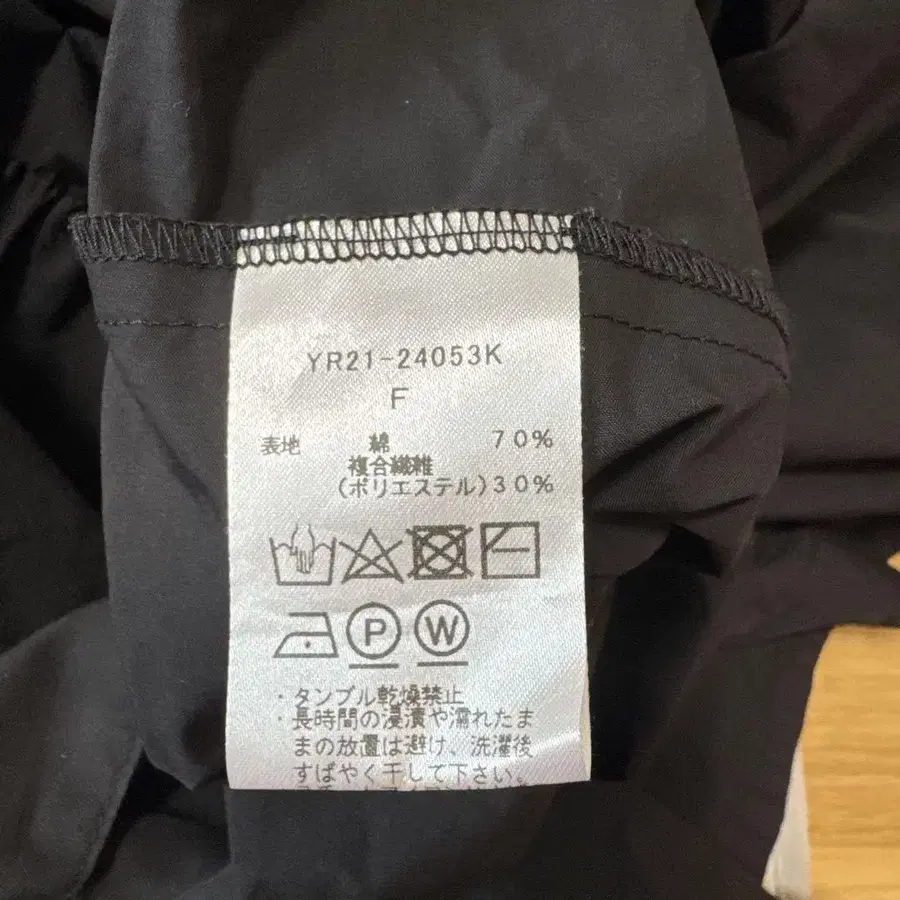 YR21-24053K
F
表地 綿 70%
複合繊維
(ポリエステル)30%
P W
・タンブル乾燥禁止
・長時間の浸漬や濡れたま
まの放置は避け、洗濯後
すばやく干して下さい。